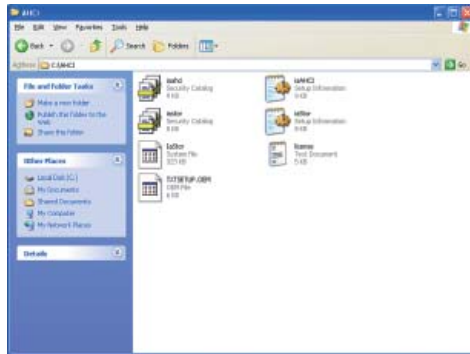 AHCI
File Edit View Favorites Tools Help
Back Search Folders
Address C:\AHCI Go
File and Folder Tasks
Make a new folder
Publish this folder to the Web
Share this folder
Other Places
Local Disk (C:)
My Documents
Shared Documents
My Computer
My Network Places
Details
iaahci
Security Catalog
iaAHCI
Setup Information
iastor
Security Catalog
iaStor
Setup Information
IaStor
System file
license
Text Document
5 KB
TXTSETUP.OEM
OEM File